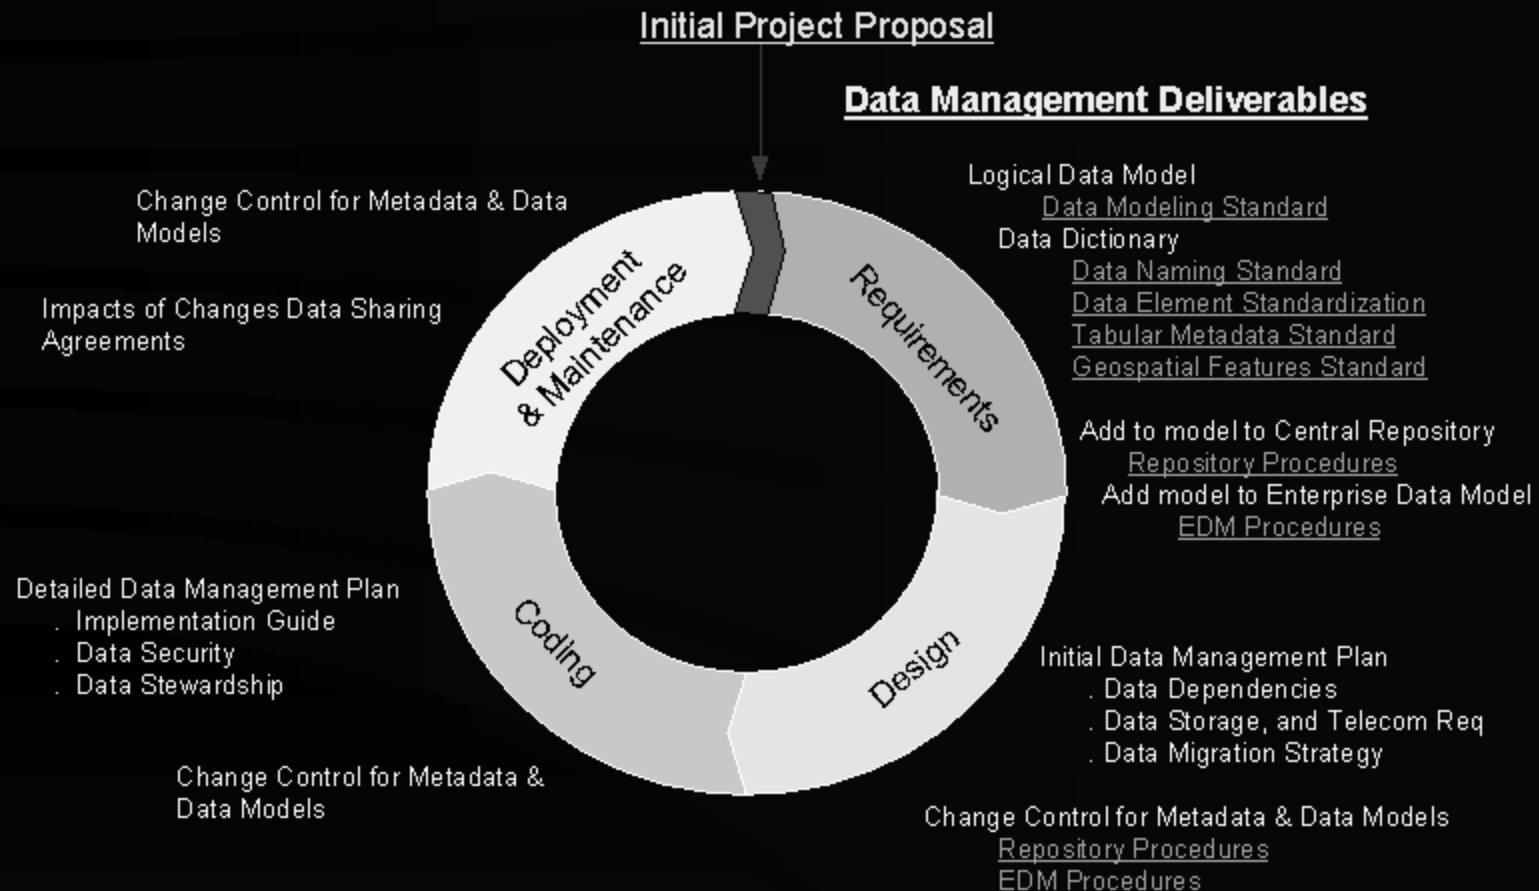 Initial Project Proposal
Data Management Deliverables
Logical Data Model
Data Modeling Standard
Data Dictionary
Data Naming Standard
Data Element Standardization
Tabular Metadata Standard
Geospatial Features Standard
Add to model to Central Repository
Repository Procedures
Add model to Enterprise Data Model
EDM Procedures
Initial Data Management Plan
. Data Dependencies
. Data Storage, and Telecom Req
. Data Migration Strategy
Change Control for Metadata & Data Models
Repository Procedures
EDM Procedures
Change Control for Metadata & Data
Models
Impacts of Changes Data Sharing
Agreements
Detailed Data Management Plan
. Implementation Guide
. Data Security
. Data Stewardship
Change Control for Metadata &
Data Models
Requirements
Design
Coding
Deployment
& Maintenance